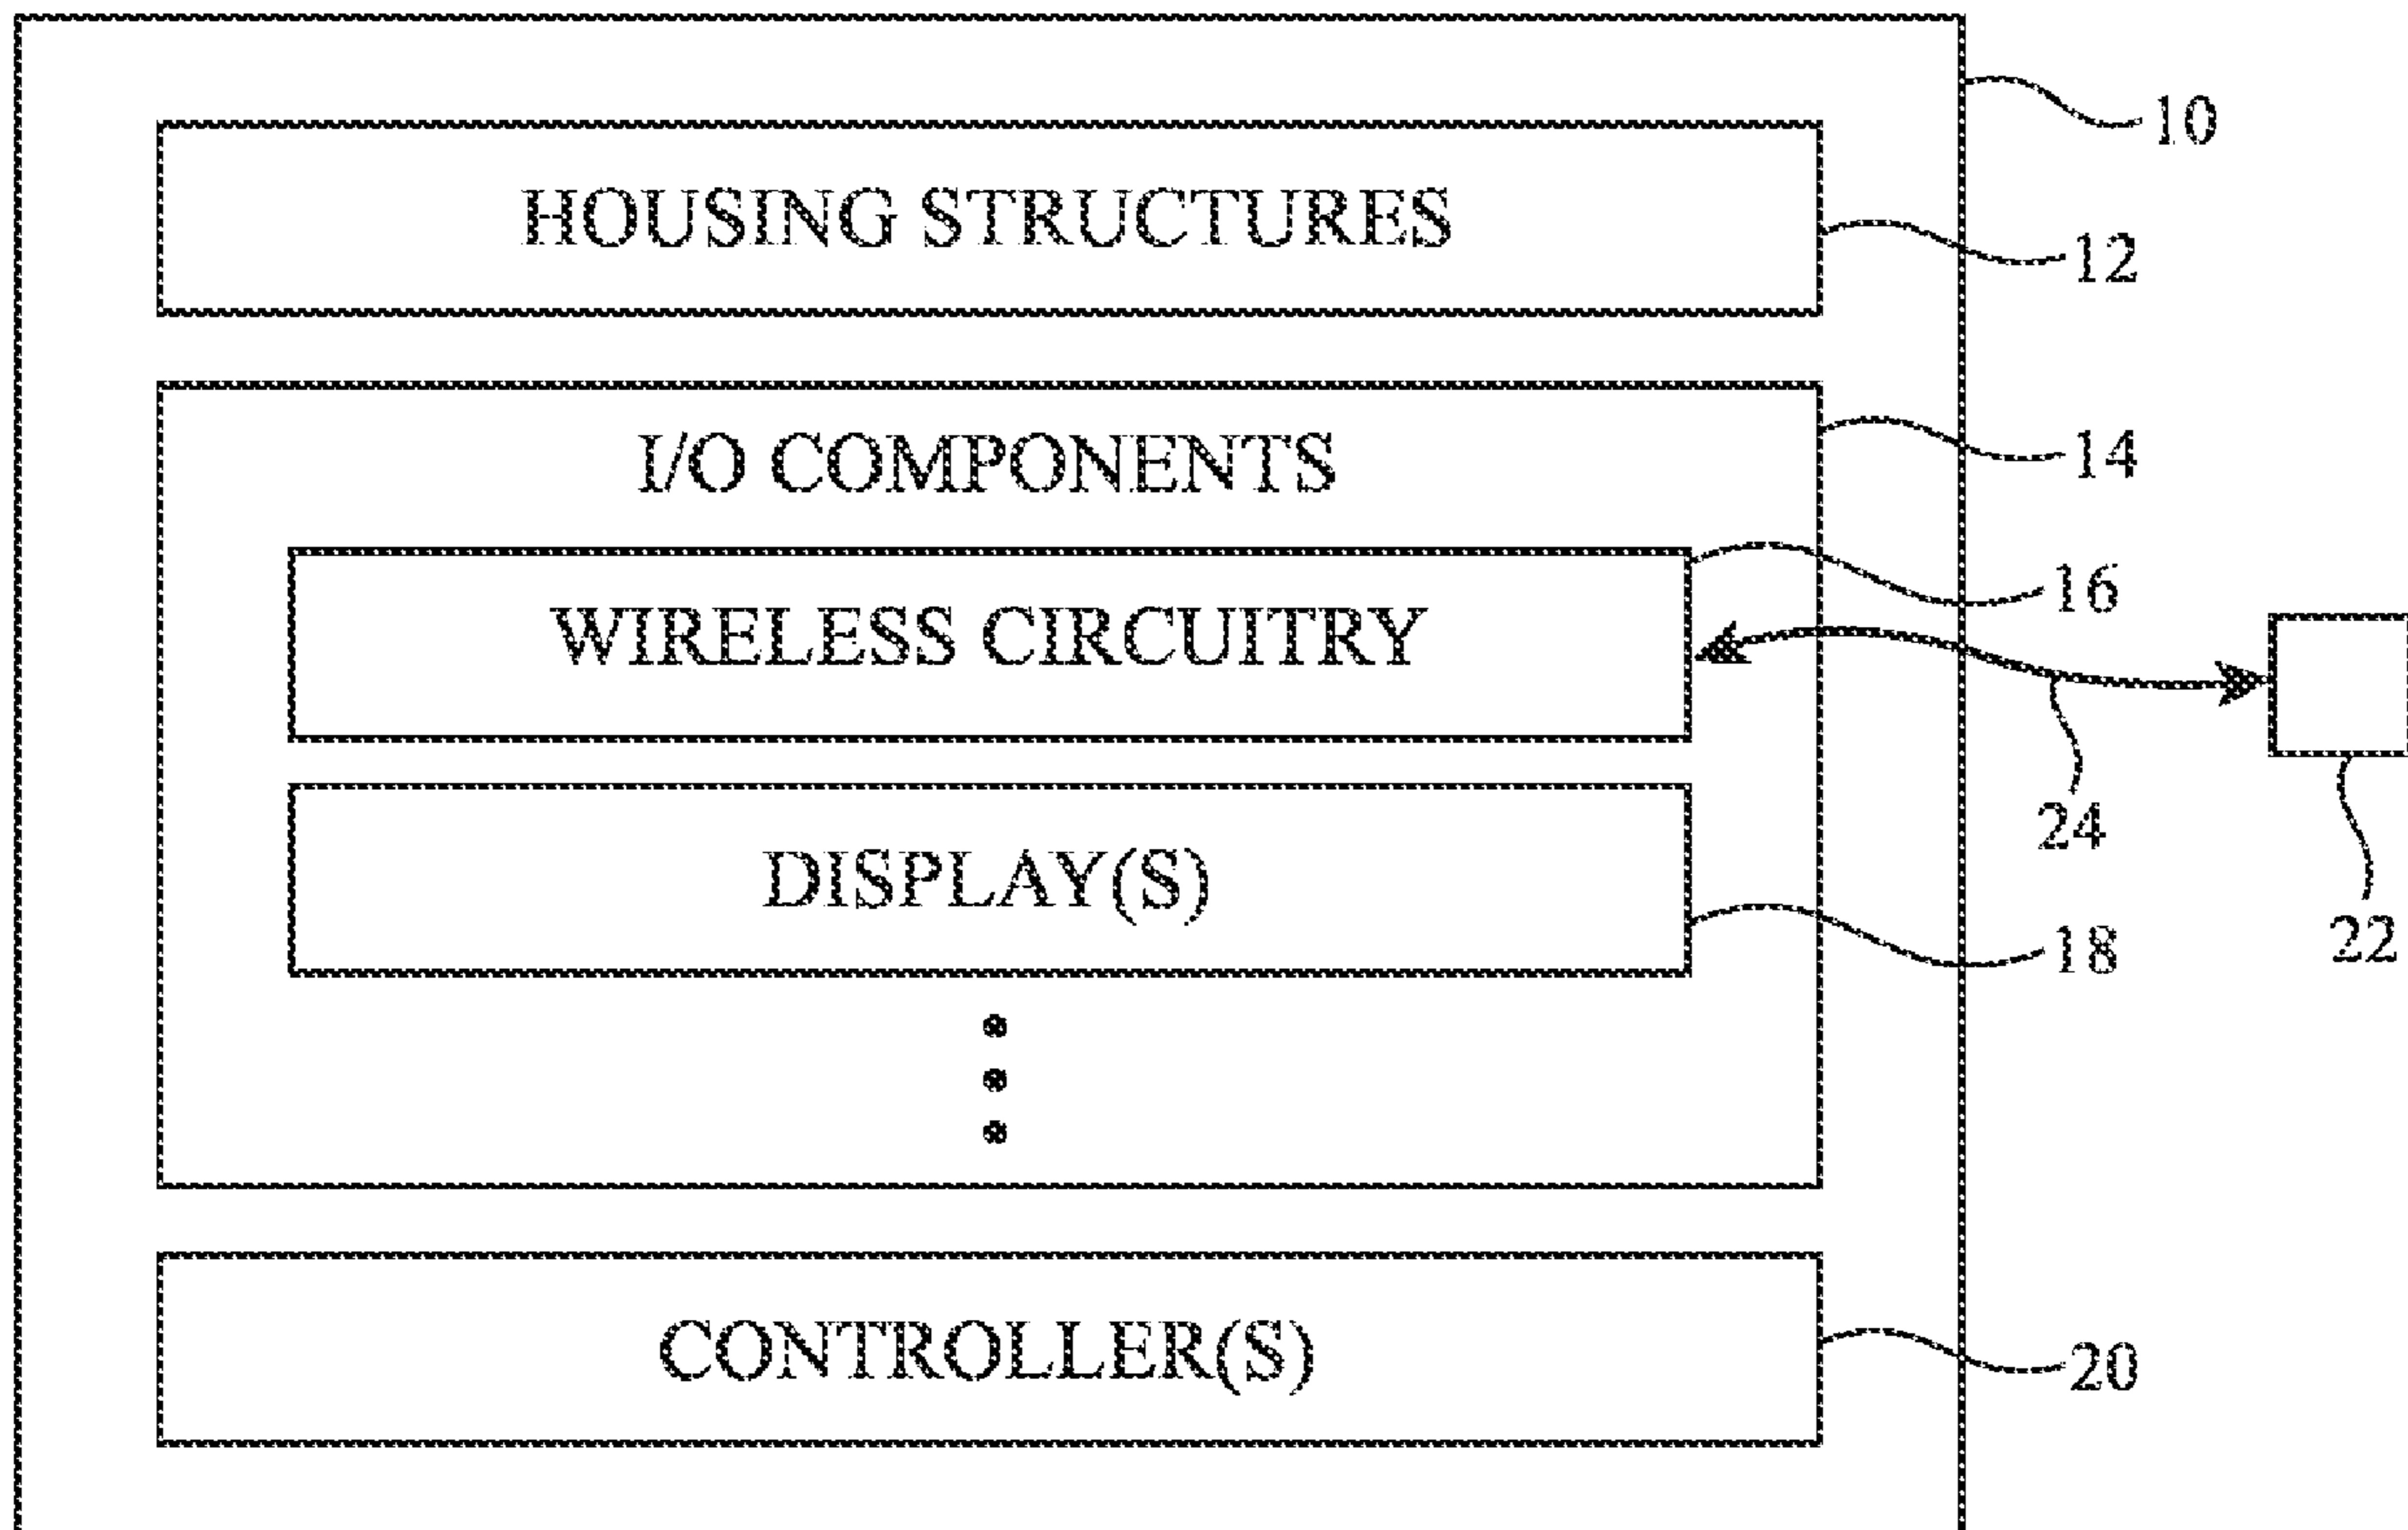 10
HOUSING STRUCTURES
12
I/O COMPONENTS
14
16
WIRELESS CIRCUITRY
24
DISPLAY(S)
18
22
CONTROLLER(S)
20